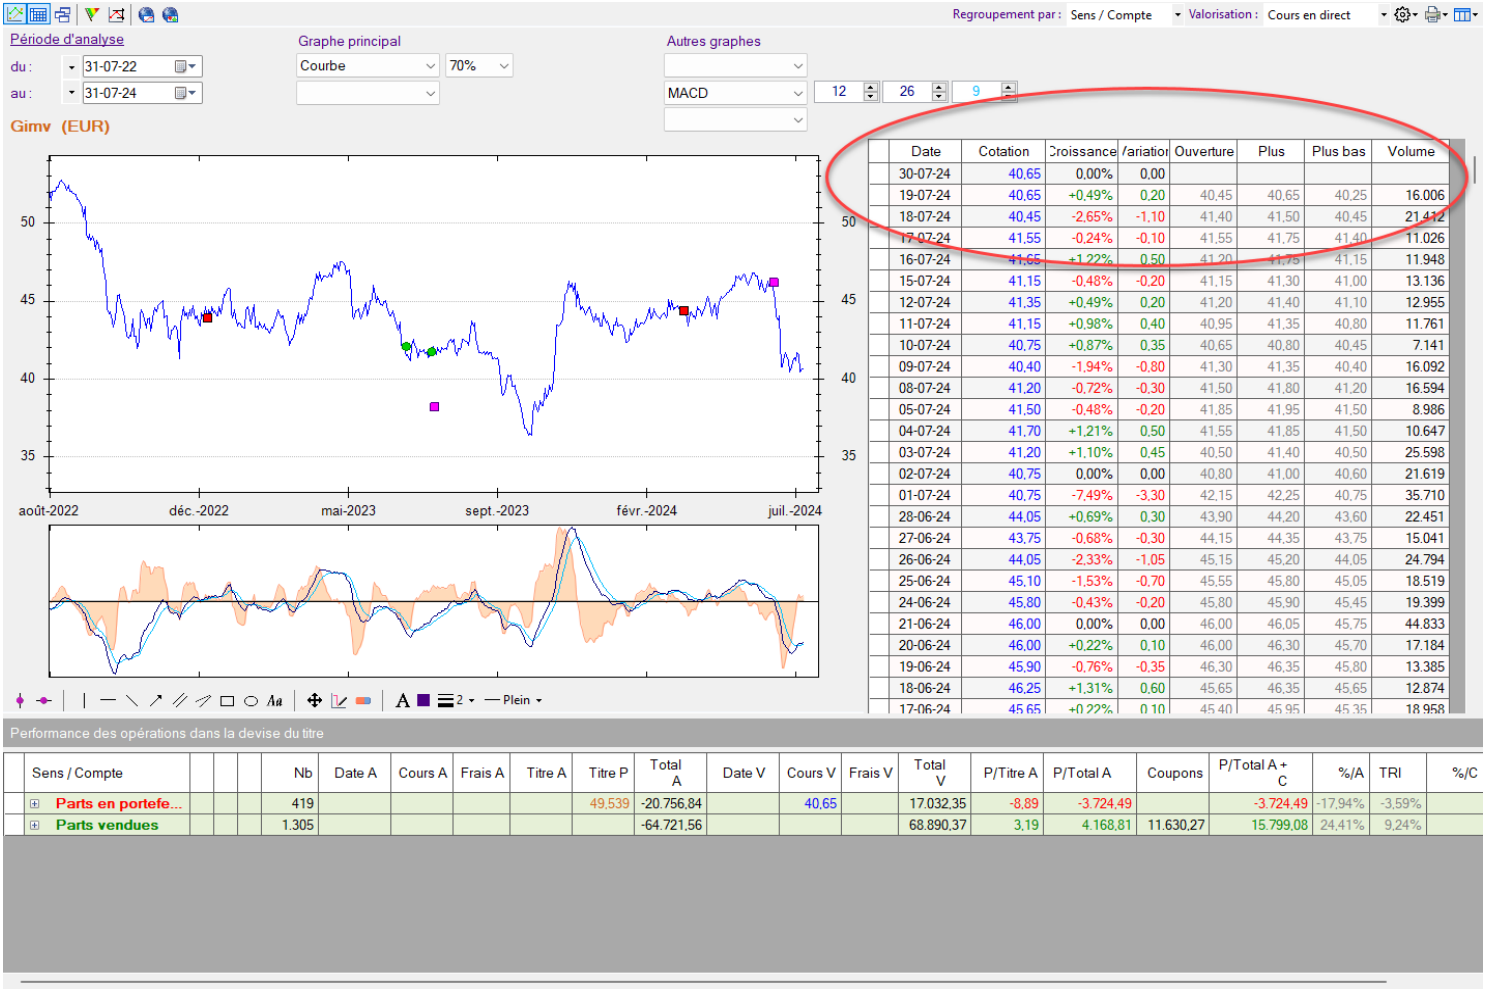 Regroupement par : Sens / Compte Valorisation : Cours en direct
Période d'analyse Graphe principal Autres graphes
du : 31-07-22 Courbe 70%
au : 31-07-24 MACD 12 26 9
Gimv (EUR)
50 50
45 45
40 40
35 35
août-2022 déc.-2022 mai-2023 sept.-2023 févr.-2024 juil.-2024
Date Cotation Croissance Variation Ouverture Plus Plus bas Volume
30-07-24 40,65 0,00% 0,00
19-07-24 40,65 +0,49% 0,20 40,45 40,65 40,25 16.006
18-07-24 40,45 -2,65% -1,10 41,40 41,50 40,45 21.412
17-07-24 41,55 -0,24% -0,10 41,55 41,75 41,40 11.026
16-07-24 41,65 +1,22% 0,50 41,20 41,75 41,15 11.948
15-07-24 41,15 -0,48% -0,20 41,15 41,30 41,00 13.136
12-07-24 41,35 +0,49% 0,20 41,20 41,40 41,10 12.955
11-07-24 41,15 +0,98% 0,40 40,95 41,35 40,80 11.761
10-07-24 40,75 +0,87% 0,35 40,65 40,80 40,45 7.141
09-07-24 40,40 -1,94% -0,80 41,30 41,35 40,40 16.092
08-07-24 41,20 -0,72% -0,30 41,50 41,80 41,20 16.594
05-07-24 41,50 -0,48% -0,20 41,85 41,95 41,50 8.986
04-07-24 41,70 +1,21% 0,50 41,55 41,85 41,50 10.647
03-07-24 41,20 +1,10% 0,45 40,50 41,40 40,50 25.598
02-07-24 40,75 0,00% 0,00 40,80 41,00 40,60 21.619
01-07-24 40,75 -7,49% -3,30 42,15 42,25 40,75 35.710
28-06-24 44,05 +0,69% 0,30 43,90 44,20 43,60 22.451
27-06-24 43,75 -0,68% -0,30 44,15 44,35 43,75 15.041
26-06-24 44,05 -2,33% -1,05 45,15 45,20 44,05 24.794
25-06-24 45,10 -1,53% -0,70 45,55 45,80 45,05 18.519
24-06-24 45,80 -0,43% -0,20 45,80 45,90 45,45 19.399
21-06-24 46,00 0,00% 0,00 46,00 46,05 45,75 44.833
20-06-24 46,00 +0,22% 0,10 46,00 46,30 45,70 17.184
19-06-24 45,90 -0,76% -0,35 46,30 46,35 45,80 13.385
18-06-24 46,25 +1,31% 0,60 45,65 46,35 45,65 12.874
17-06-24 45,65 +0,22% 0,10 45,40 45,95 45,35 18.958
Aa A 2 Plein
Performance des opérations dans la devise du titre
Sens / Compte Nb Date A Cours A Frais A Titre A Titre P Total A Date V Cours V Frais V Total V P/Titre A P/Total A Coupons P/Total A + C %/A TRI %/C
Parts en portefe... 419 49,539 -20.756,84 40,65 17.032,35 -8,89 -3.724,49 -3.724,49 -17,94% -3,59%
Parts vendues 1.305 -64.721,56 68.890,37 3,19 4.168,81 11.630,27 15.799,08 24,41% 9,24%